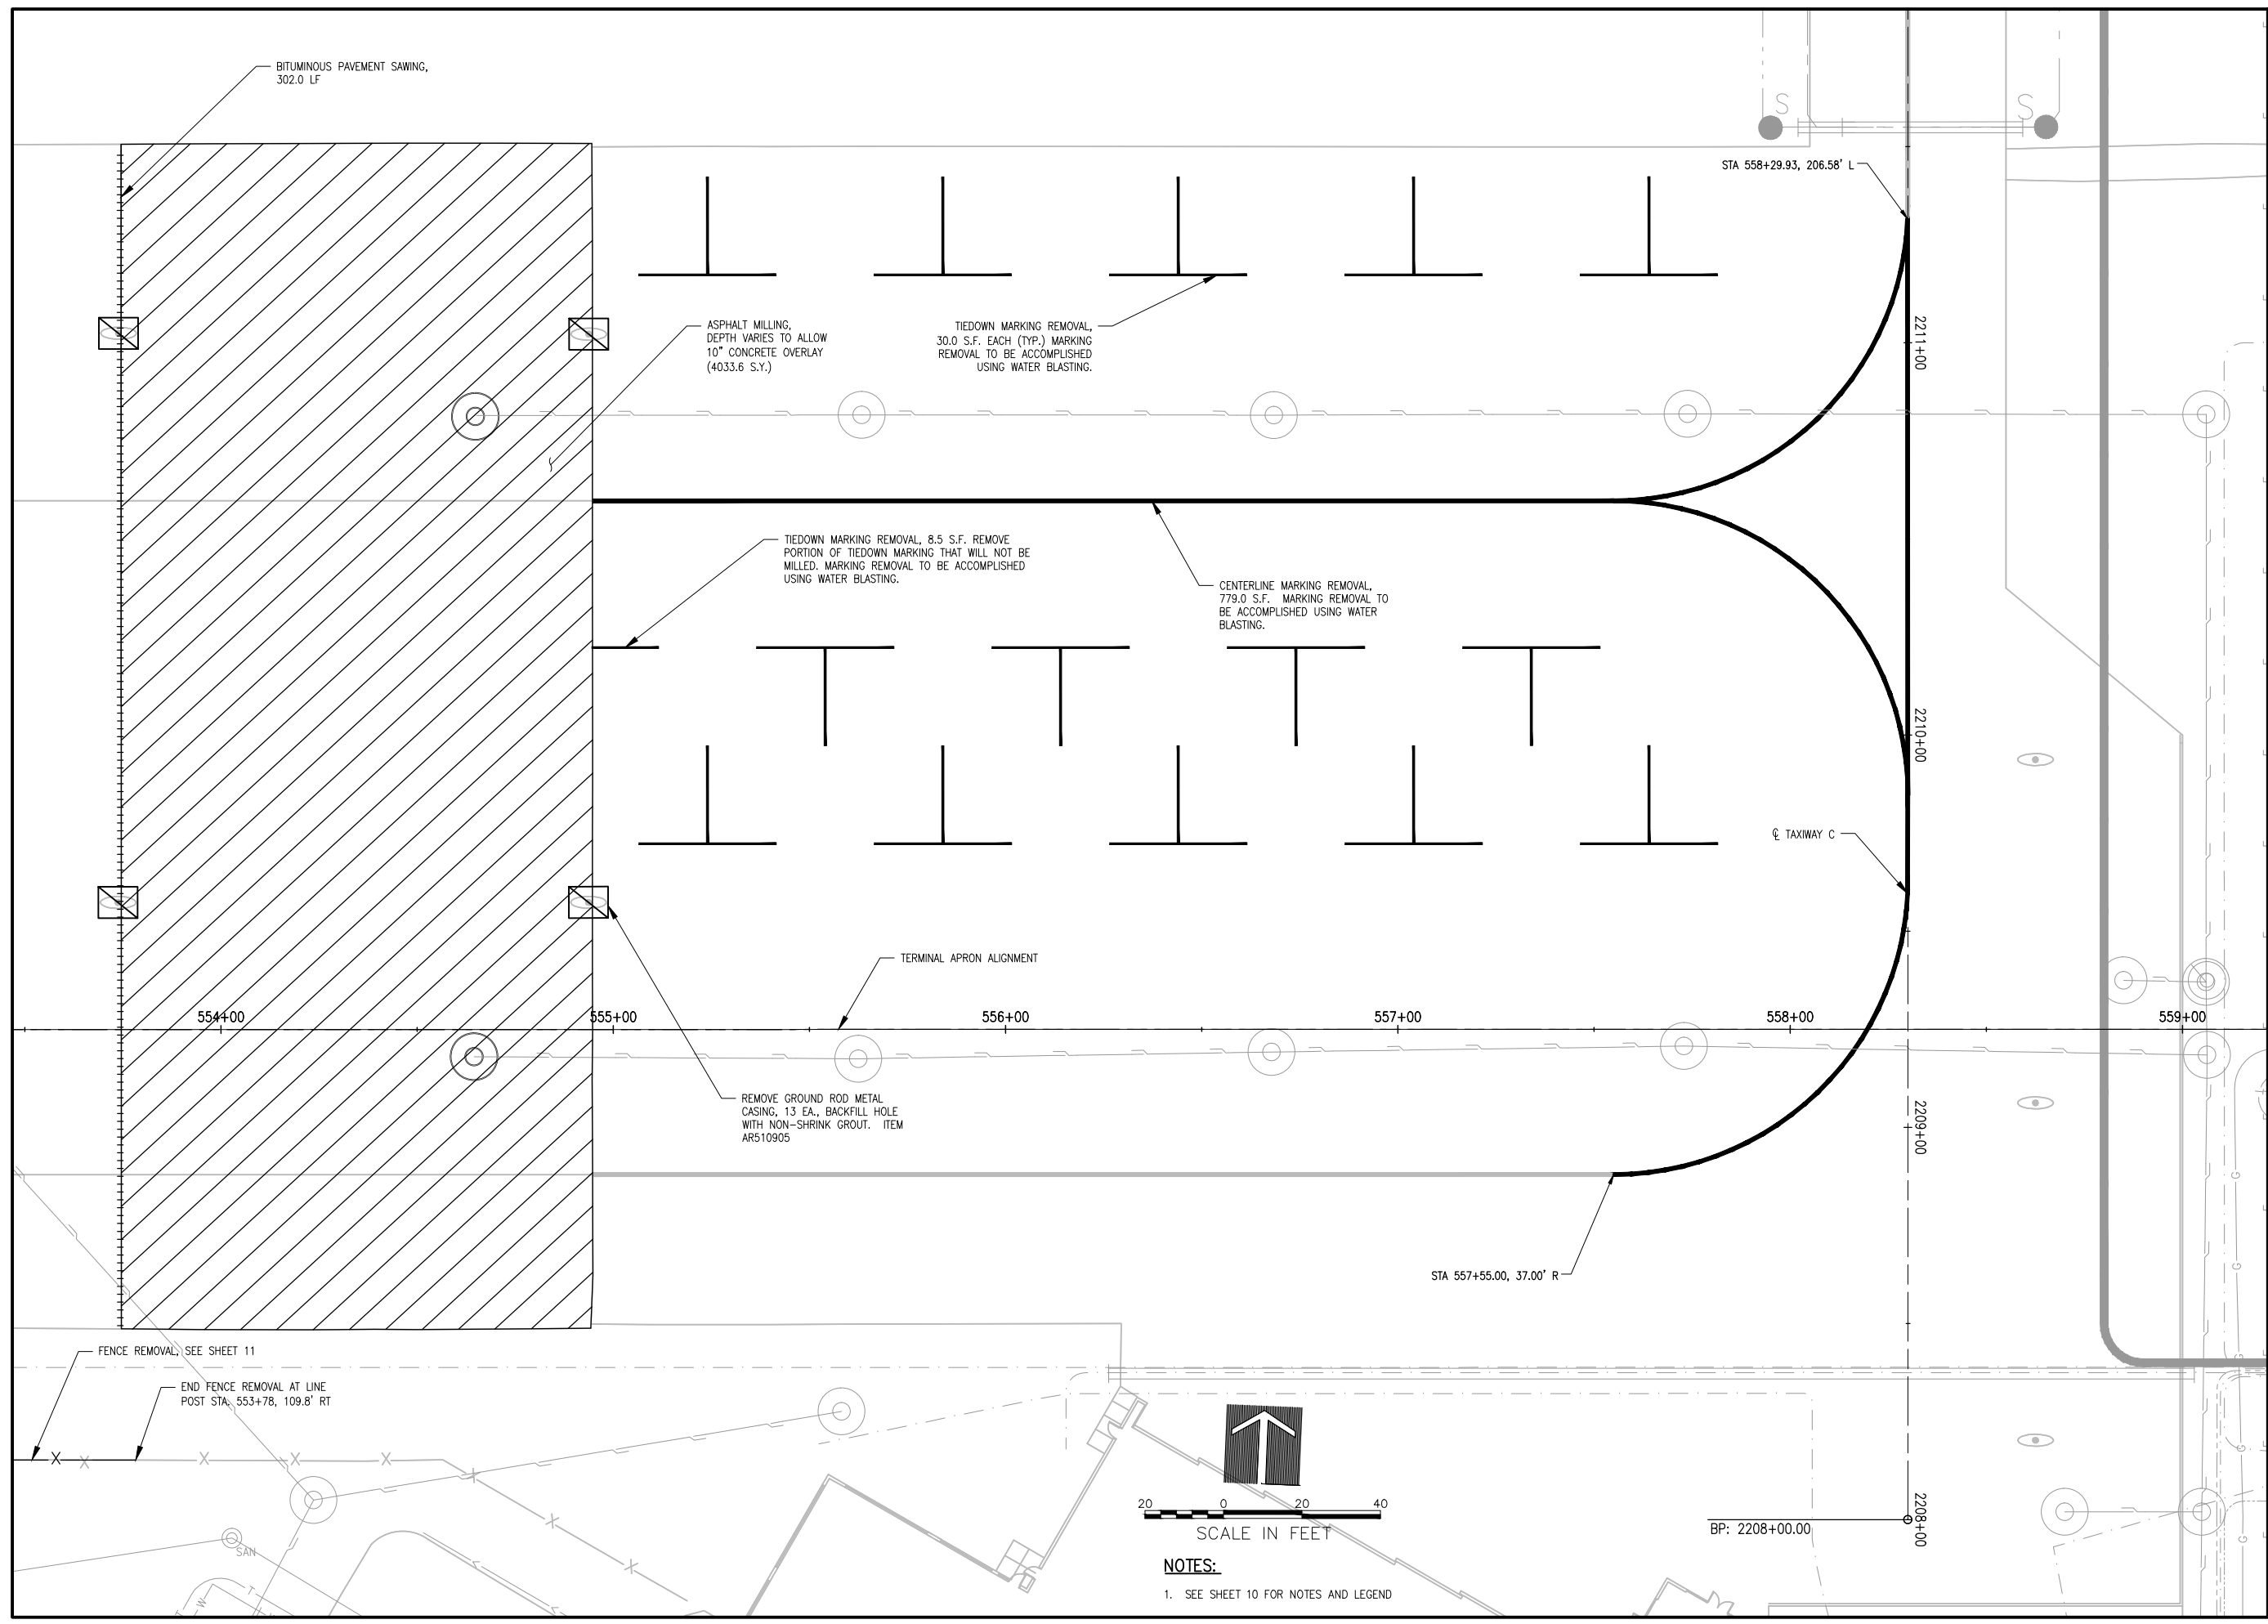 BITUMINOUS PAVEMENT SAWING,
302.0 LF
S
S
STA 558+29.93, 206.58' L
ASPHALT MILLING,
DEPTH VARIES TO ALLOW
10" CONCRETE OVERLAY
(4033.6 S.Y.)
TIEDOWN MARKING REMOVAL,
30.0 S.F. EACH (TYP.) MARKING
REMOVAL TO BE ACCOMPLISHED
USING WATER BLASTING.
2211+00
TIEDOWN MARKING REMOVAL, 8.5 S.F. REMOVE
PORTION OF TIEDOWN MARKING THAT WILL NOT BE
MILLED. MARKING REMOVAL TO BE ACCOMPLISHED
USING WATER BLASTING.
CENTERLINE MARKING REMOVAL,
779.0 S.F. MARKING REMOVAL TO
BE ACCOMPLISHED USING WATER
BLASTING.
2210+00
℄ TAXIWAY C
TERMINAL APRON ALIGNMENT
554+00
555+00
556+00
557+00
558+00
559+00
REMOVE GROUND ROD METAL
CASING, 13 EA., BACKFILL HOLE
WITH NON-SHRINK GROUT. ITEM
AR510905
2209+00
G
G
G
G
G
STA 557+55.00, 37.00' R
FENCE REMOVAL, SEE SHEET 11
END FENCE REMOVAL AT LINE
POST STA. 553+78, 109.8' RT
X
X
X
X
X
X
X
X
SAN
T
W
20 0 20 40
SCALE IN FEET
BP: 2208+00.00
2208+00
NOTES:
1. SEE SHEET 10 FOR NOTES AND LEGEND